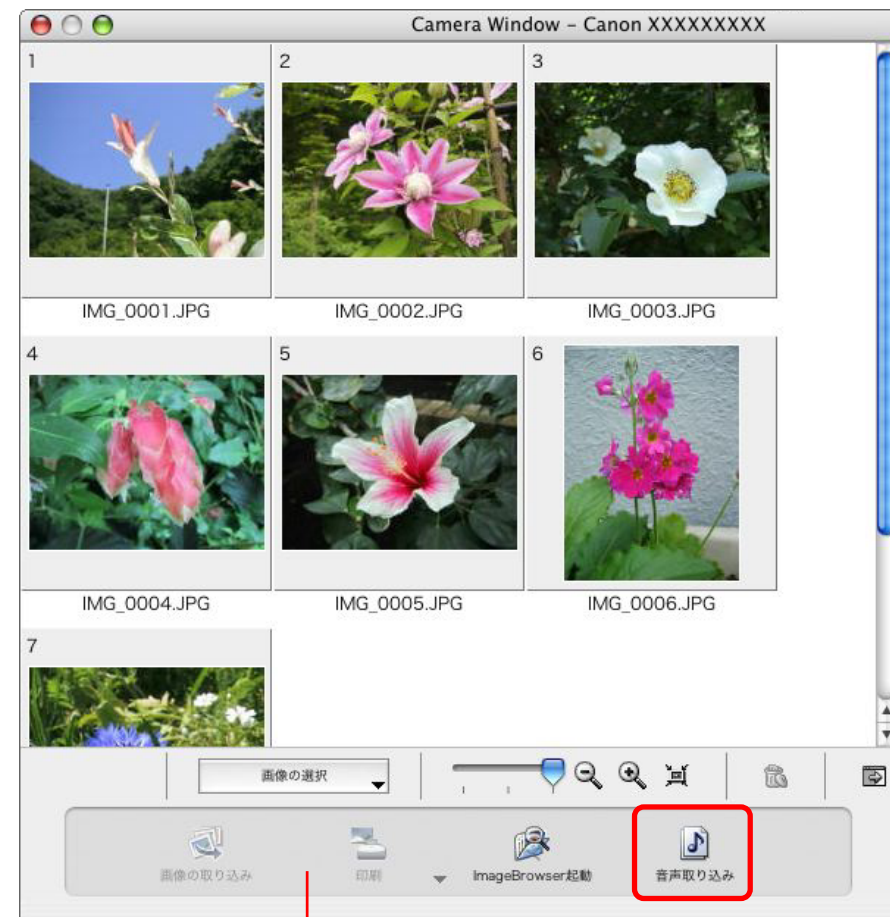 Camera Window - Canon XXXXXXXXX
1
2
3
IMG_0001.JPG
IMG_0002.JPG
IMG_0003.JPG
4
5
6
IMG_0004.JPG
IMG_0005.JPG
IMG_0006.JPG
7
画像の選択
画像の取り込み
印刷
ImageBrowser起動
音声取り込み